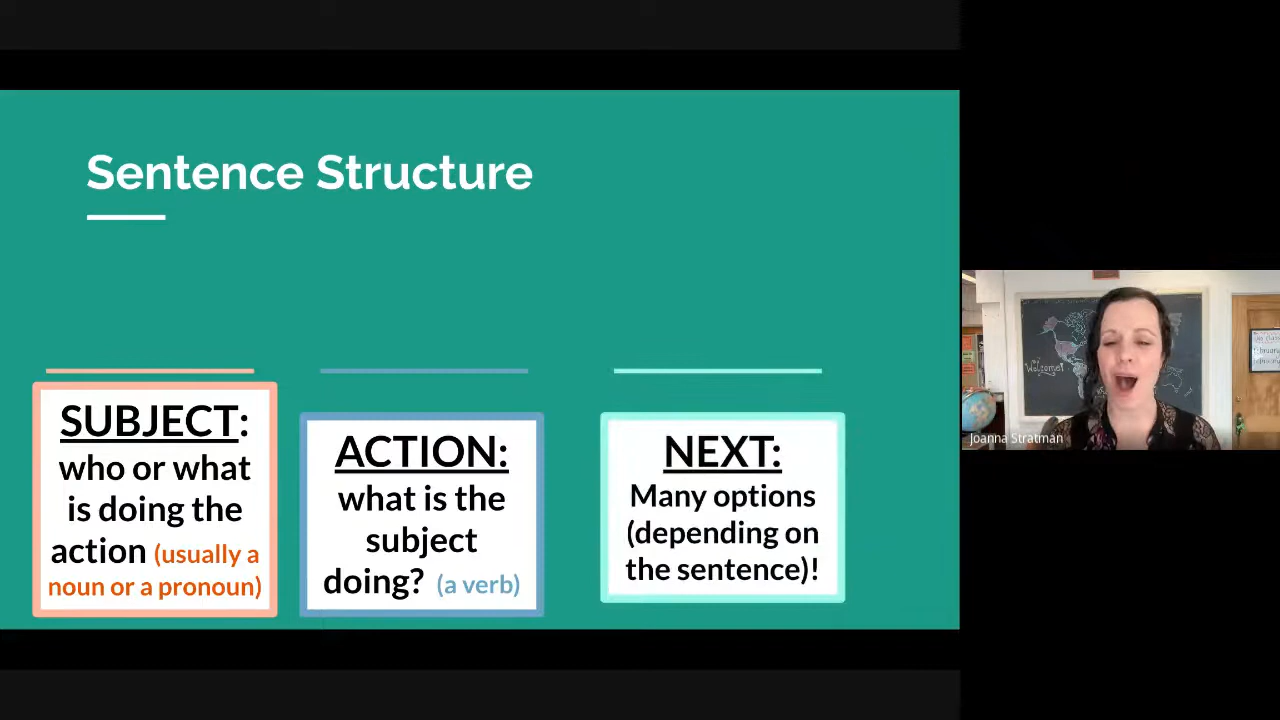 Sentence Structure
SUBJECT:
who or what
is doing the
action (usually a
noun or a pronoun)
ACTION:
what is the
subject
doing? (a verb)
NEXT:
Many options
(depending on
the sentence)!
Welcome!
Joanna Stratman